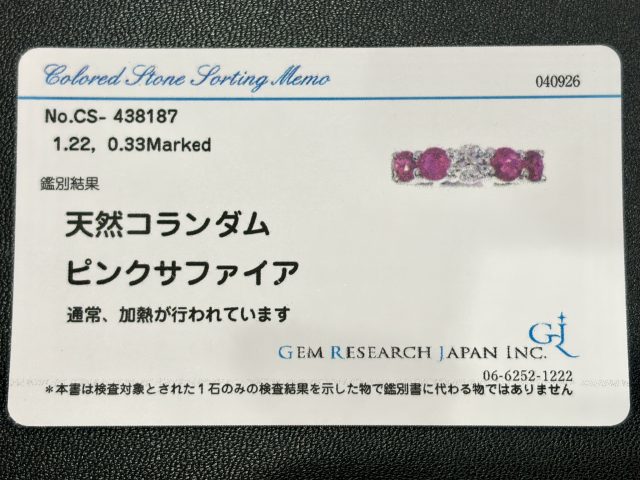 Colored Stone Sorting Memo
040926
No.CS- 438187
1.22, 0.33Marked
鑑別結果
天然コランダム
ピンクサファイア
通常、加熱が行われています
GJ
GEM RESEARCH JAPAN INC.
06-6252-1222
*本書は検査対象とされた1石のみの検査結果を示した物で鑑別書に代わる物ではありません